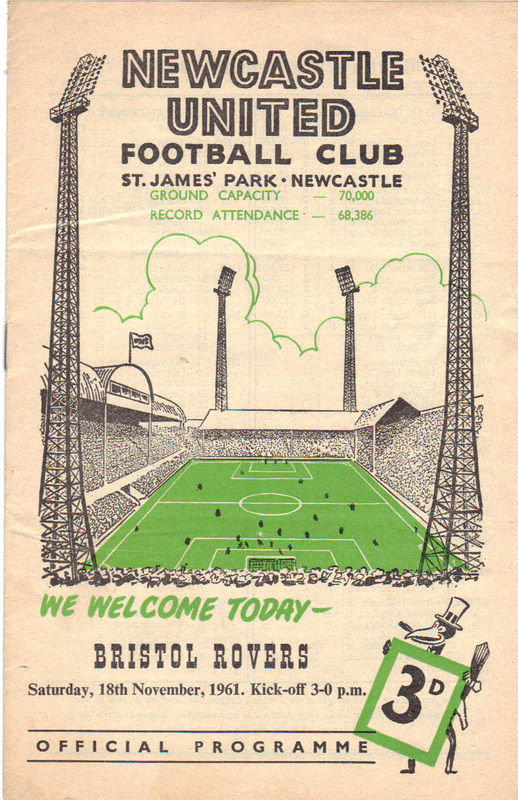 NEWCASTLE
UNITED
FOOTBALL CLUB
ST. JAMES' PARK · NEWCASTLE
GROUND CAPACITY — 70,000
RECORD ATTENDANCE — 68,386
WE WELCOME TODAY—
BRISTOL ROVERS
Saturday, 18th November, 1961. Kick-off 3-0 p.m.
3D
OFFICIAL PROGRAMME